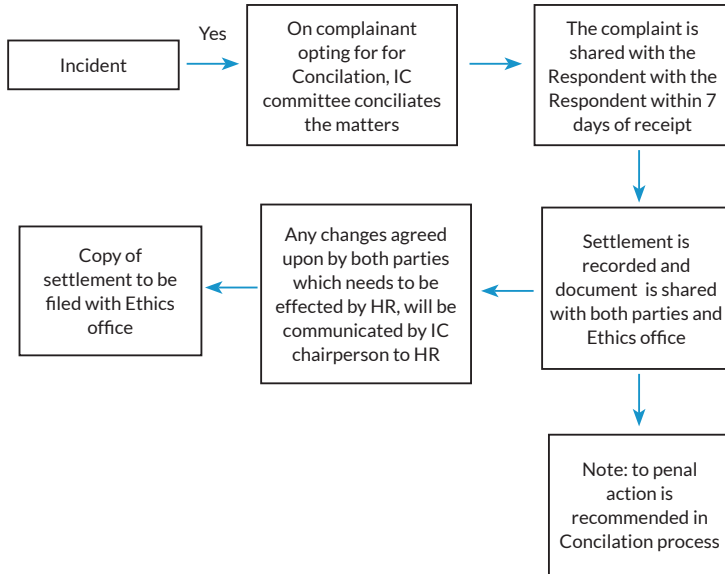 Incident
Yes
On complainant
opting for for
Concilation, IC
committee conciliates
the matters
The complaint is
shared with the
Respondent with the
Respondent within 7
days of receipt
Settlement is
recorded and
document is shared
with both parties and
Ethics office
Any changes agreed
upon by both parties
which needs to be
effected by HR, will be
communicated by IC
chairperson to HR
Copy of
settlement to be
filed with Ethics
office
Note: to penal
action is
recommended in
Concilation process